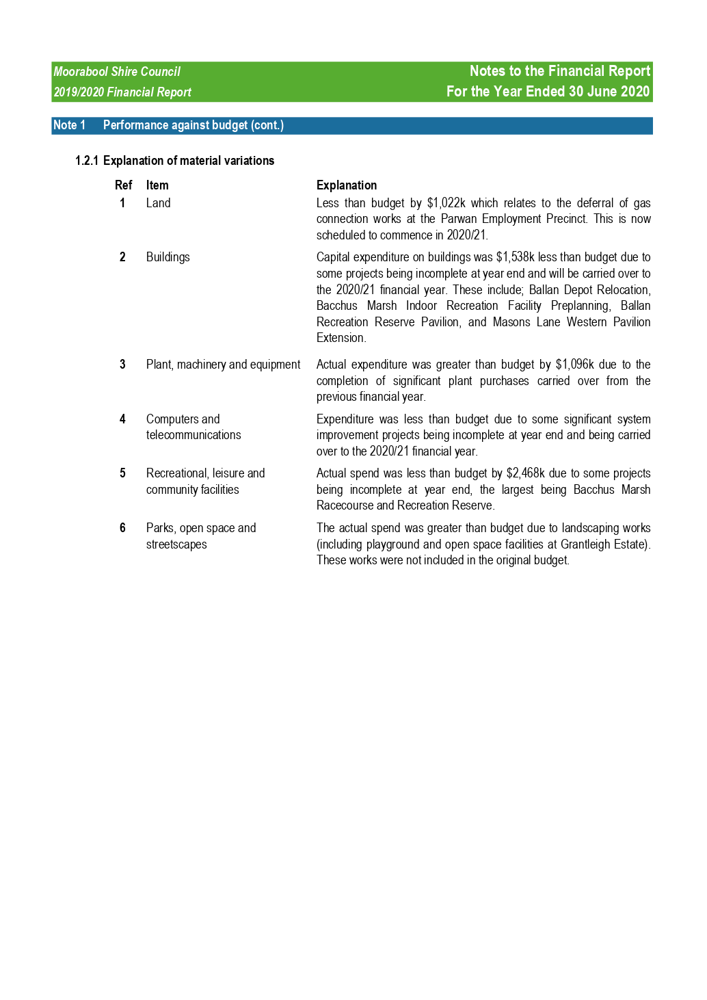 Moorabool Shire Council Notes to the Financial Report
2019/2020 Financial Report For the Year Ended 30 June 2020
Note 1 Performance against budget (cont.)
1.2.1 Explanation of material variations
Ref Item Explanation
1 Land Less than budget by $1,022k which relates to the deferral of gas
connection works at the Parwan Employment Precinct. This is now
scheduled to commence in 2020/21.
2 Buildings Capital expenditure on buildings was $1,538k less than budget due to
some projects being incomplete at year end and will be carried over to
the 2020/21 financial year. These include; Ballan Depot Relocation,
Bacchus Marsh Indoor Recreation Facility Preplanning, Ballan
Recreation Reserve Pavilion, and Masons Lane Western Pavilion
Extension.
3 Plant, machinery and equipment Actual expenditure was greater than budget by $1,096k due to the
completion of significant plant purchases carried over from the
previous financial year.
4 Computers and Expenditure was less than budget due to some significant system
telecommunications improvement projects being incomplete at year end and being carried
over to the 2020/21 financial year.
5 Recreational, leisure and Actual spend was less than budget by $2,468k due to some projects
community facilities being incomplete at year end, the largest being Bacchus Marsh
Racecourse and Recreation Reserve.
6 Parks, open space and The actual spend was greater than budget due to landscaping works
streetscapes (including playground and open space facilities at Grantleigh Estate).
These works were not included in the original budget.